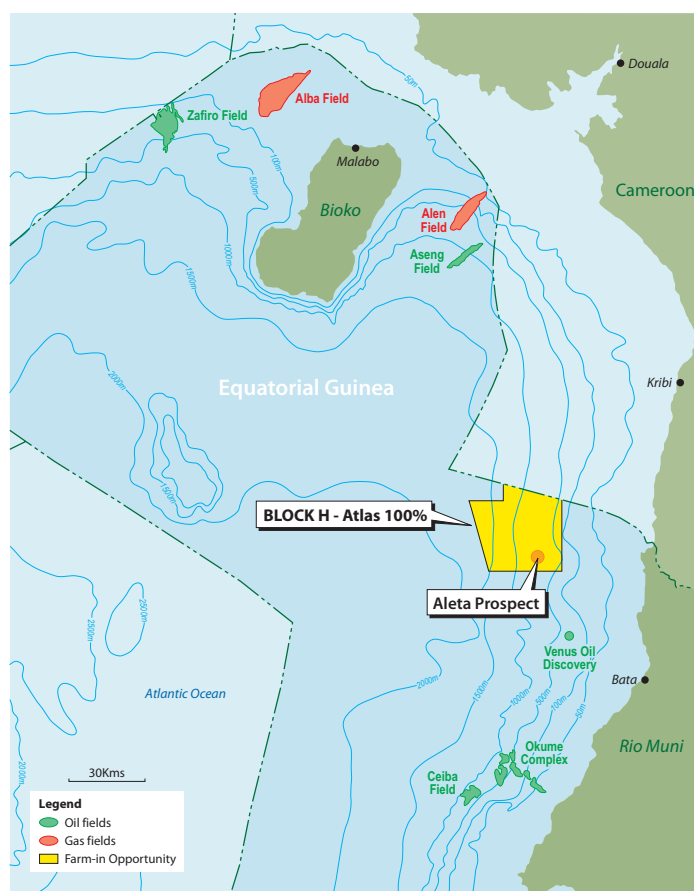 Douala
50m
Zafiro Field
Alba Field
100m
500m
Malabo
Cameroon
Bioko
Alen
Field
1000m
Aseng
Field
1500m
2000m
Equatorial Guinea
Kribi
1500m
BLOCK H - Atlas 100%
Aleta Prospect
2500m
2500m
Venus Oil
Discovery
2000m
1500m
1000m
500m
100m
50m
Bata
Atlantic Ocean
Rio Muni
Okume
Complex
2000m
30Kms
Ceiba
Field
Legend
Oil fields
Gas fields
Farm-in Opportunity